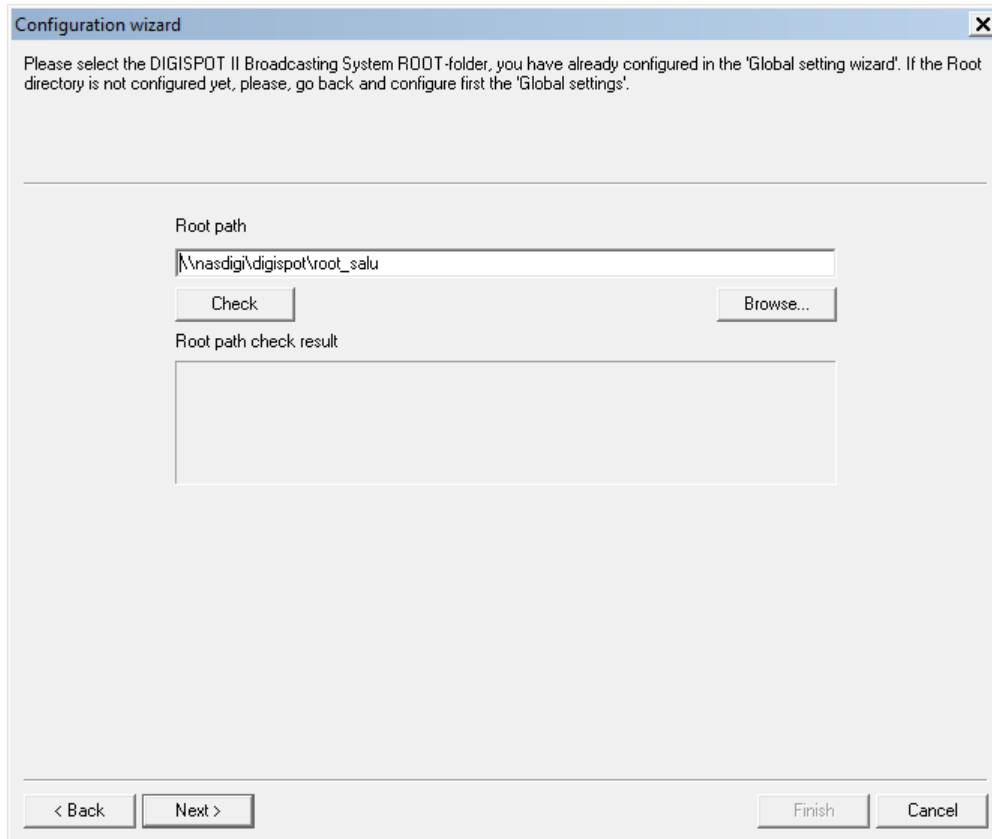 Configuration wizard
Please select the DIGISPOT II Broadcasting System ROOT-folder, you have already configured in the 'Global setting wizard'. If the Root
directory is not configured yet, please, go back and configure first the 'Global settings'.
Root path
\\nasdigi\digispot\root_salu
Check
Browse...
Root path check result
< Back
Next >
Finish
Cancel